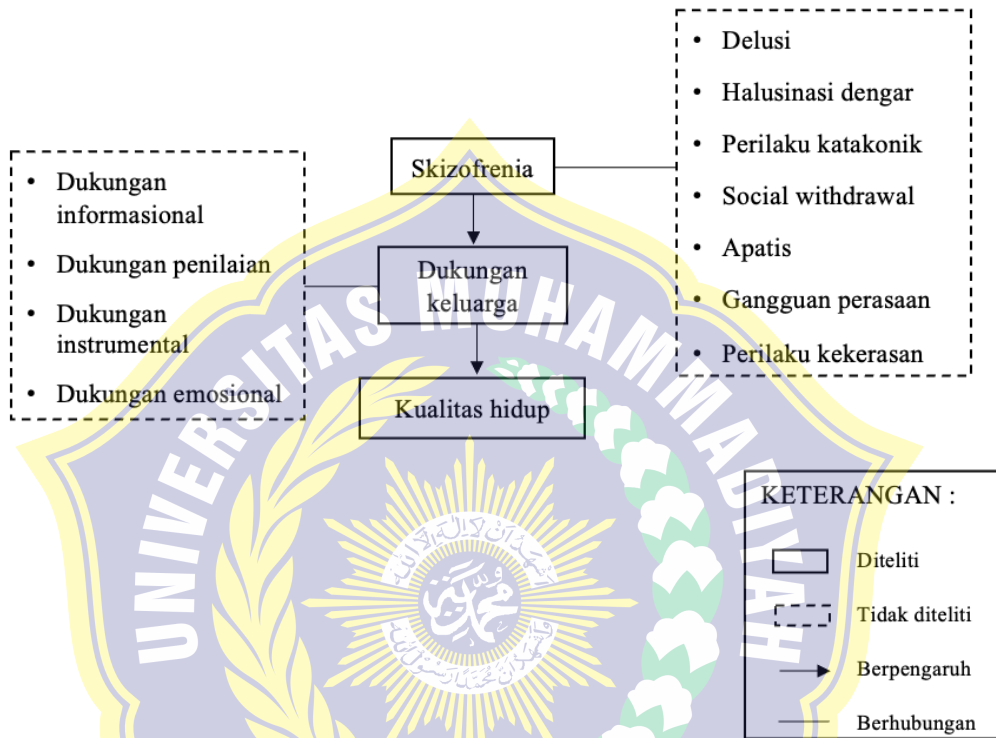 • Delusi
• Halusinasi dengar
• Perilaku katakonik
• Social withdrawal
• Apatis
• Gangguan perasaan
• Perilaku kekerasan
Skizofrenia
• Dukungan
informasional
• Dukungan penilaian
• Dukungan
instrumental
• Dukungan emosional
Dukungan
keluarga
Kualitas hidup
UNIVERSITAS MUHAMMADIYAH
KETERANGAN :
Diteliti
Tidak diteliti
Berpengaruh
Berhubungan